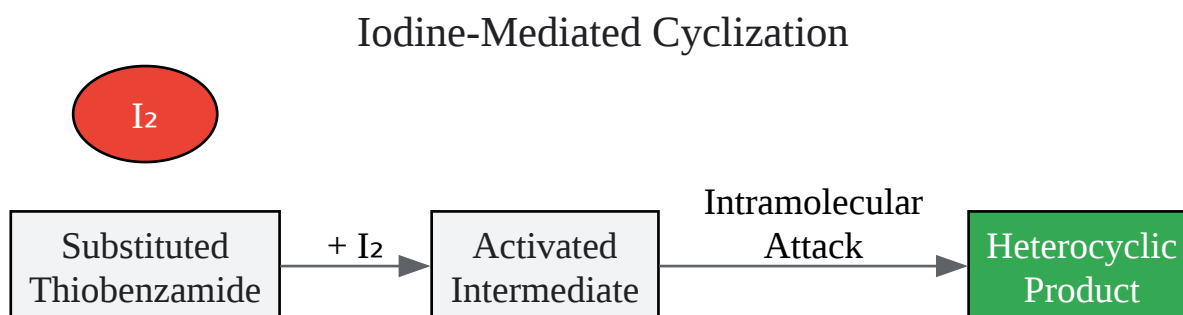 Iodine-Mediated Cyclization
I₂
Substituted
Thiobenzamide
+ I₂
Activated
Intermediate
Intramolecular
Attack
Heterocyclic
Product